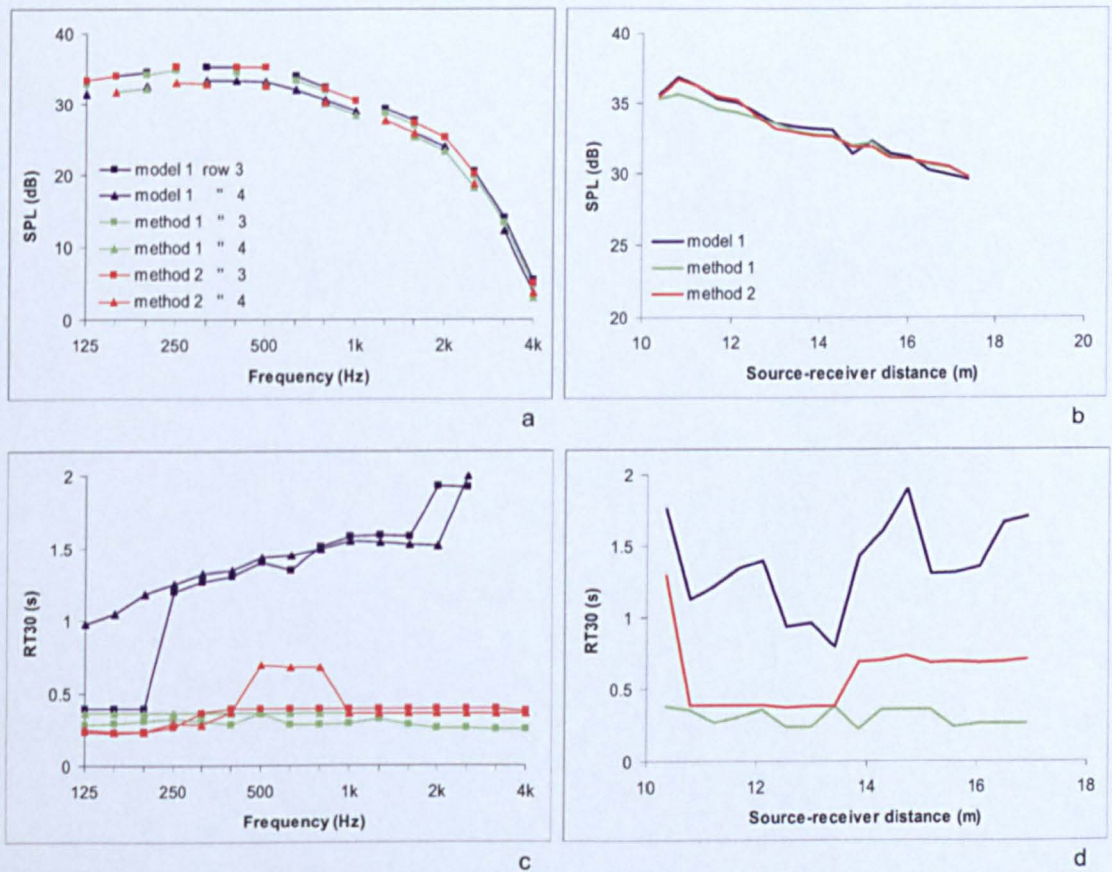 40
30
20
10
0
SPL (dB)
model 1 row 3
model 1 " 4
method 1 " 3
method 1 " 4
method 2 " 3
method 2 " 4
125 250 500 1k 2k 4k
Frequency (Hz)
a
40
35
30
25
20
SPL (dB)
model 1
method 1
method 2
10 12 14 16 18 20
Source-receiver distance (m)
b
2
1.5
1
0.5
0
RT30 (s)
125 250 500 1k 2k 4k
Frequency (Hz)
c
2
1.5
1
0.5
0
RT30 (s)
10 12 14 16 18
Source-receiver distance (m)
d